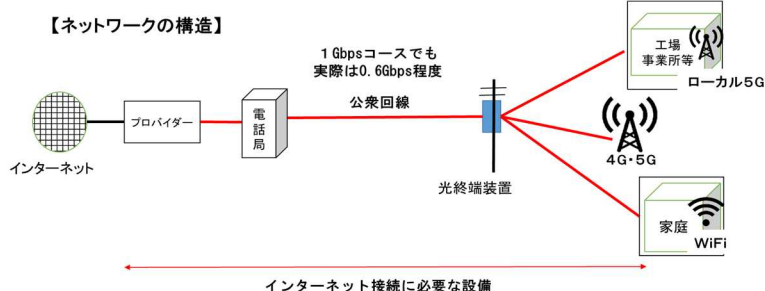 【ネットワークの構造】
１Gbpsコースでも
実際は0.6Gbps程度
公衆回線
インターネット
プロバイダー
電話局
光終端装置
工場
事業所等
ローカル５G
４G・５G
家庭
WiFi
インターネット接続に必要な設備